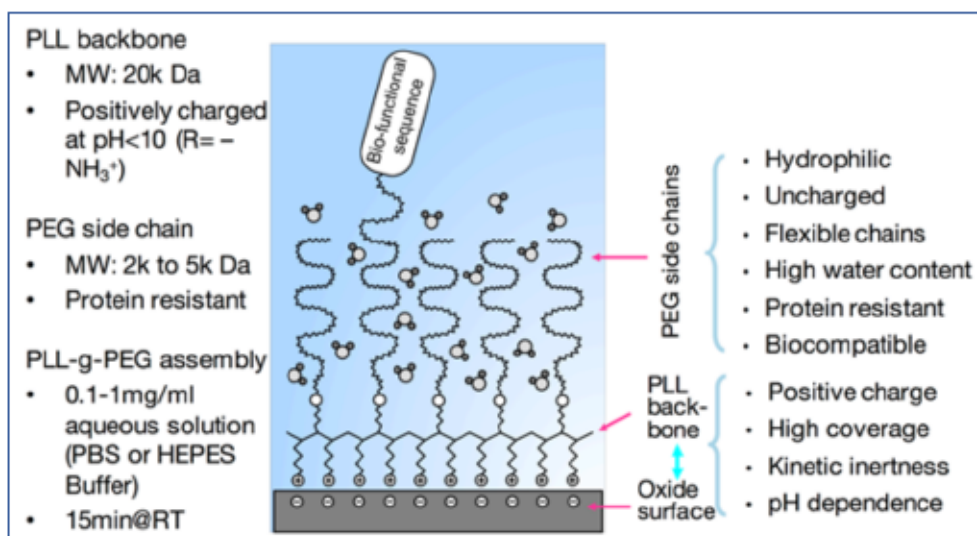 PLL backbone
• MW: 20k Da
• Positively charged
at pH<10 (R= –
NH₃⁺)
PEG side chain
• MW: 2k to 5k Da
• Protein resistant
PLL-g-PEG assembly
• 0.1-1mg/ml
aqueous solution
(PBS or HEPES
Buffer)
• 15min@RT
Bio-functional
sequence
PEG side chains
· Hydrophilic
· Uncharged
· Flexible chains
· High water content
· Protein resistant
· Biocompatible
PLL
back-
bone
Oxide
surface
· Positive charge
· High coverage
· Kinetic inertness
· pH dependence